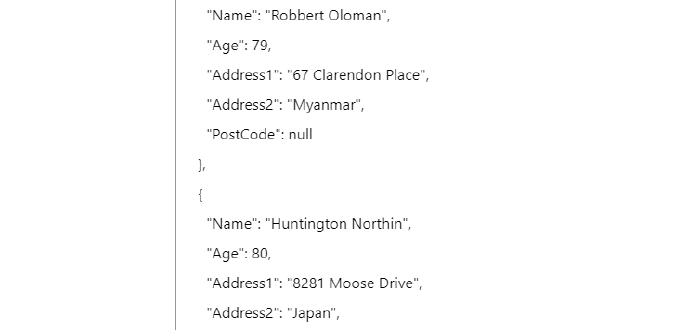 "Name": "Robbert Oloman",
"Age": 79,
"Address1": "67 Clarendon Place",
"Address2": "Myanmar",
"PostCode": null
},
{
"Name": "Huntington Northin",
"Age": 80,
"Address1": "8281 Moose Drive",
"Address2": "Japan",